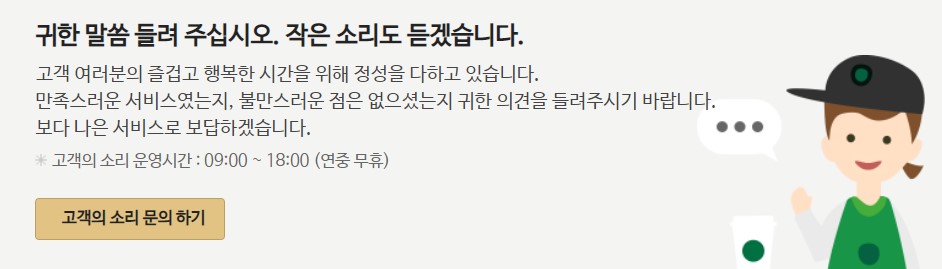 귀한 말씀 들려 주십시오. 작은 소리도 듣겠습니다.
고객 여러분의 즐겁고 행복한 시간을 위해 정성을 다하고 있습니다.
만족스러운 서비스였는지, 불만스러운 점은 없으셨는지 귀한 의견을 들려주시기 바랍니다.
보다 나은 서비스로 보답하겠습니다.
✳ 고객의 소리 운영시간 : 09:00 ~ 18:00 (연중 무휴)
고객의 소리 문의 하기